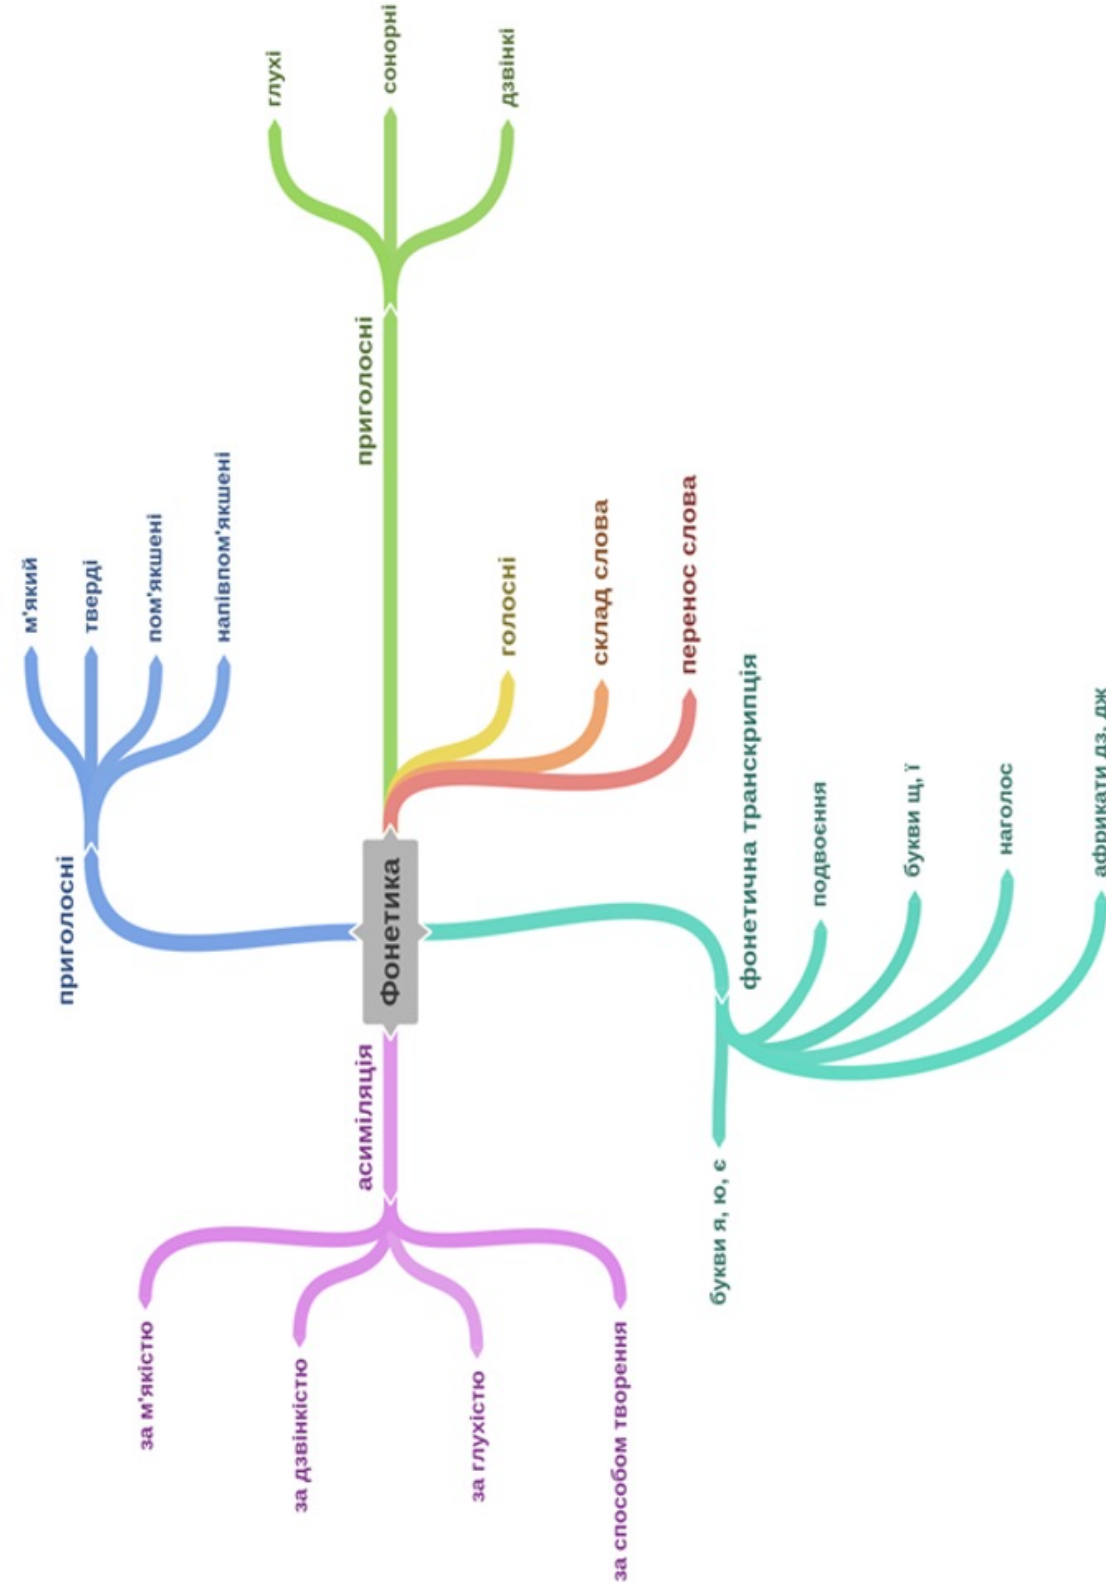 Фонетика
приголосні
м'який
тверді
пом'якшені
напівпом'якшені
приголосні
глухі
сонорні
дзвінкі
голосні
склад слова
перенос слова
фонетична транскрипція
подвоєння
букви щ, ї
наголос
африкати дз, дж
букви я, ю, є
асиміляція
за м'якістю
за дзвінкістю
за глухістю
за способом творення